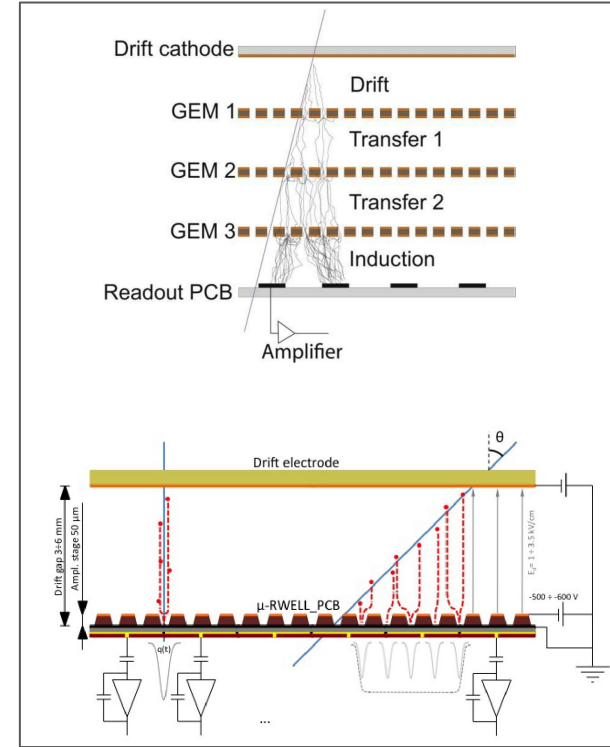 Drift cathode
Drift
GEM 1
Transfer 1
GEM 2
Transfer 2
GEM 3
Induction
Readout PCB
Amplifier
θ
Drift electrode
Drift gap 3÷6 mm
Ampl. stage 50 µm
E_d= 1 ÷ 3.5 kV/cm
µ-RWELL_PCB
-500 ÷ -600 V
q(t)
...